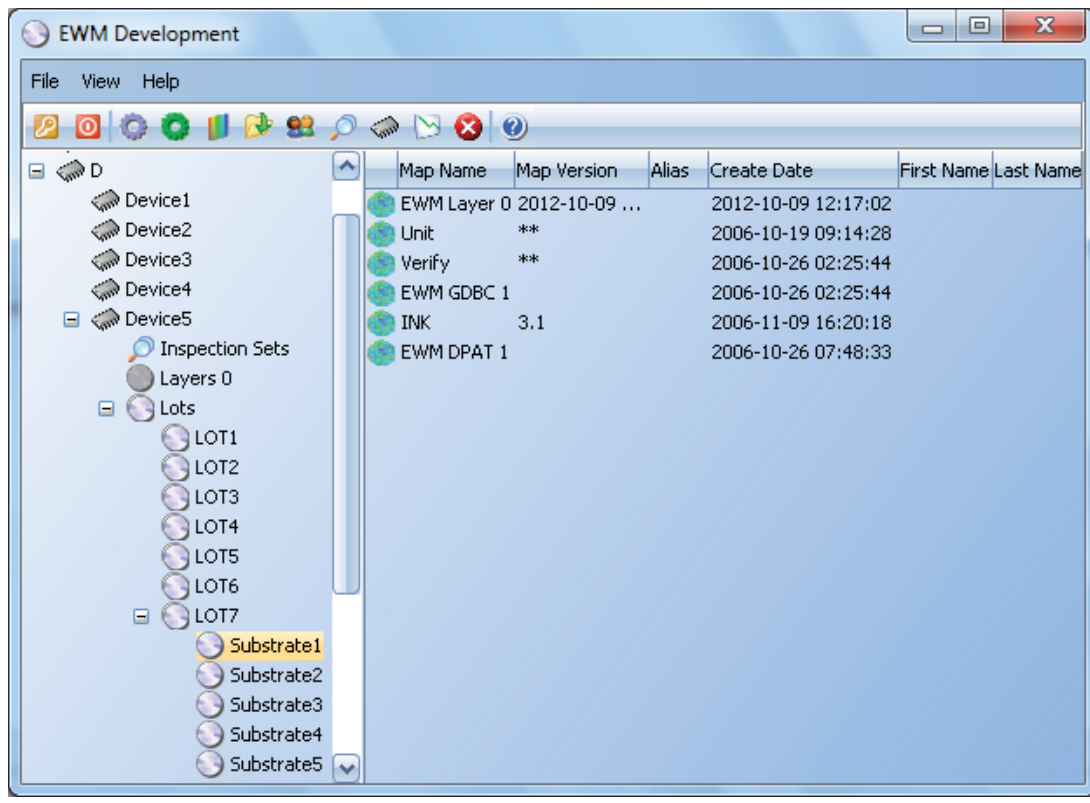 EWM Development
File View Help
D
Device1
Device2
Device3
Device4
Device5
Inspection Sets
Layers 0
Lots
LOT1
LOT2
LOT3
LOT4
LOT5
LOT6
LOT7
Substrate1
Substrate2
Substrate3
Substrate4
Substrate5
Map Name Map Version Alias Create Date First Name Last Name
EWM Layer 0 2012-10-09 ... 2012-10-09 12:17:02
Unit ** 2006-10-19 09:14:28
Verify ** 2006-10-26 02:25:44
EWM GDBC 1 2006-10-26 02:25:44
INK 3.1 2006-11-09 16:20:18
EWM DPAT 1 2006-10-26 07:48:33